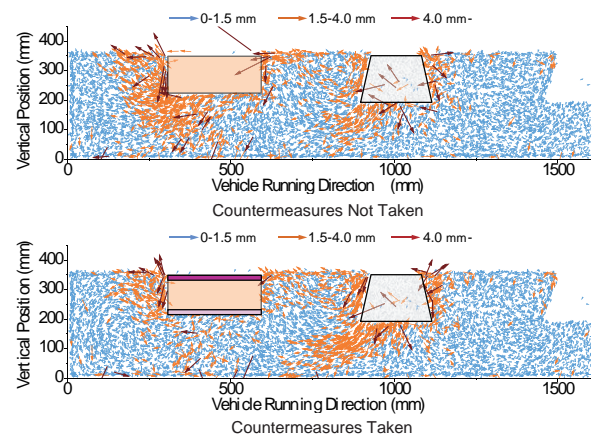 0-1.5 mm 1.5-4.0 mm 4.0 mm-
Vertical Position (mm)
400
300
200
100
0
0 500 1000 1500
Vehicle Running Direction (mm)
Countermeasures Not Taken
0-1.5 mm 1.5-4.0 mm 4.0 mm-
Vertical Position (mm)
400
300
200
100
0
0 500 1000 1500
Vehicle Running Direction (mm)
Countermeasures Taken